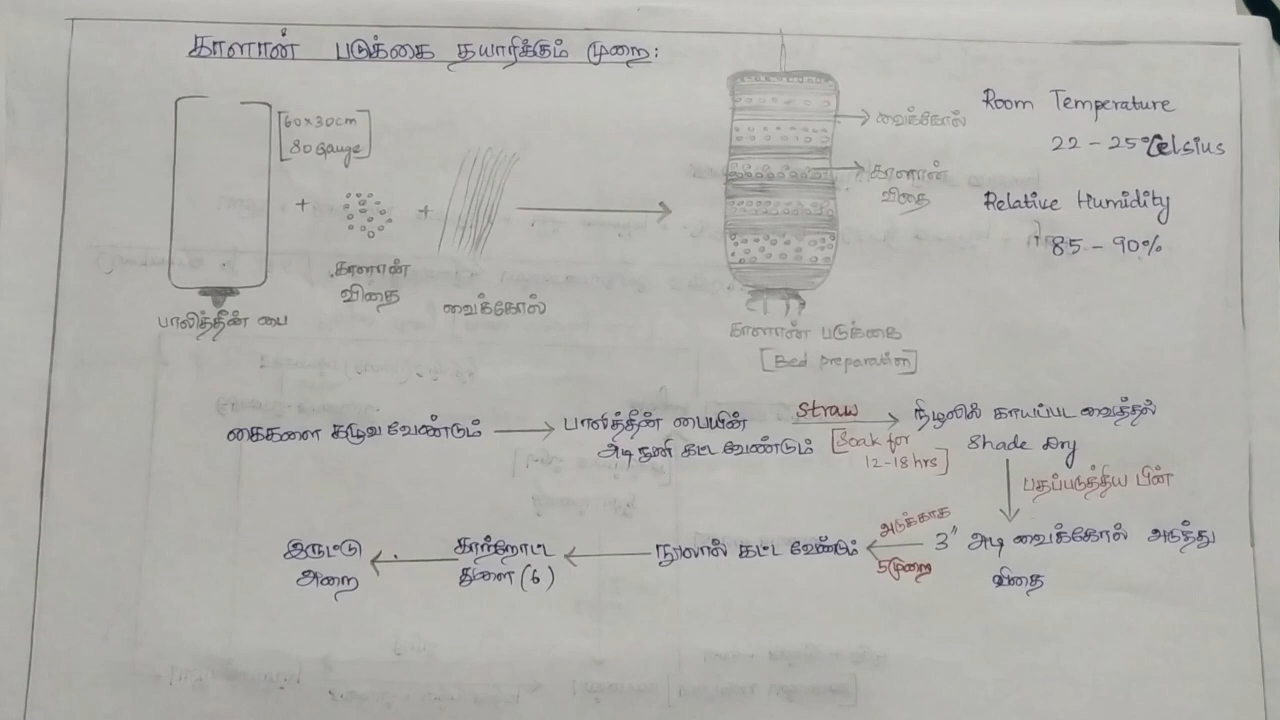 காளான் படுக்கை தயாரிக்கும் முறை:
[60x30cm
80 Gauge]
+
+
காளான்
விதை
வைக்கோல்
பாலித்தீன் பை
வைக்கோல்
காளான்
விதை
காளான் படுக்கை
[Bed preparation]
Room Temperature
22 - 25°Celsius
Relative Humidity
85 - 90%
கைகளை கழுவ வேண்டும்
பாலித்தீன் பையின்
அடி நுனி கட்ட வேண்டும்
Straw
[Soak for
12-18 hrs]
நிழலில் காயப்பட வைத்தல்
Shade dry
பதப்படுத்திய பின்
3" அடி வைக்கோல் அடுத்து
விதை
அடுக்காக
5முறை
நூலால் கட்ட வேண்டும்
காற்றோட்ட
துளை (6)
இருட்டு
அறை